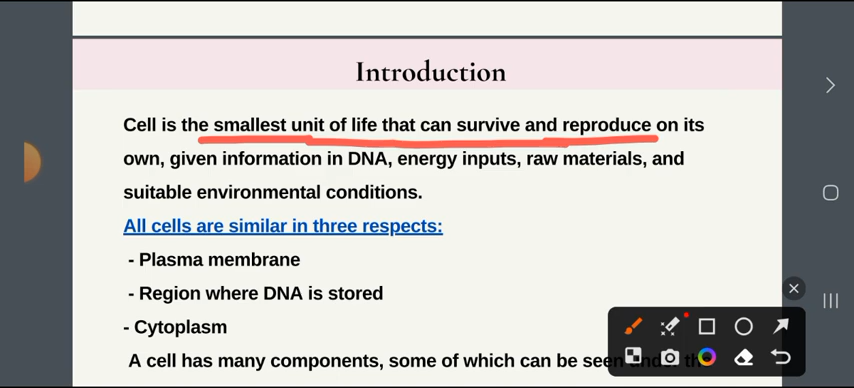 Introduction
Cell is the smallest unit of life that can survive and reproduce on its
own, given information in DNA, energy inputs, raw materials, and
suitable environmental conditions.
All cells are similar in three respects:
- Plasma membrane
- Region where DNA is stored
- Cytoplasm
A cell has many components, some of which can be seen under th